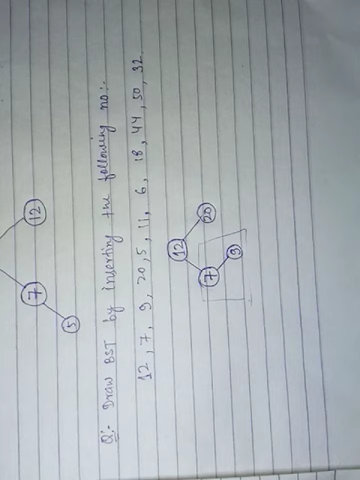 7 12
5
Q:- Draw BST by inserting the following no:-
12, 7, 9, 20, 5, 11, 6, 18, 44, 50, 32
12
7 20
9